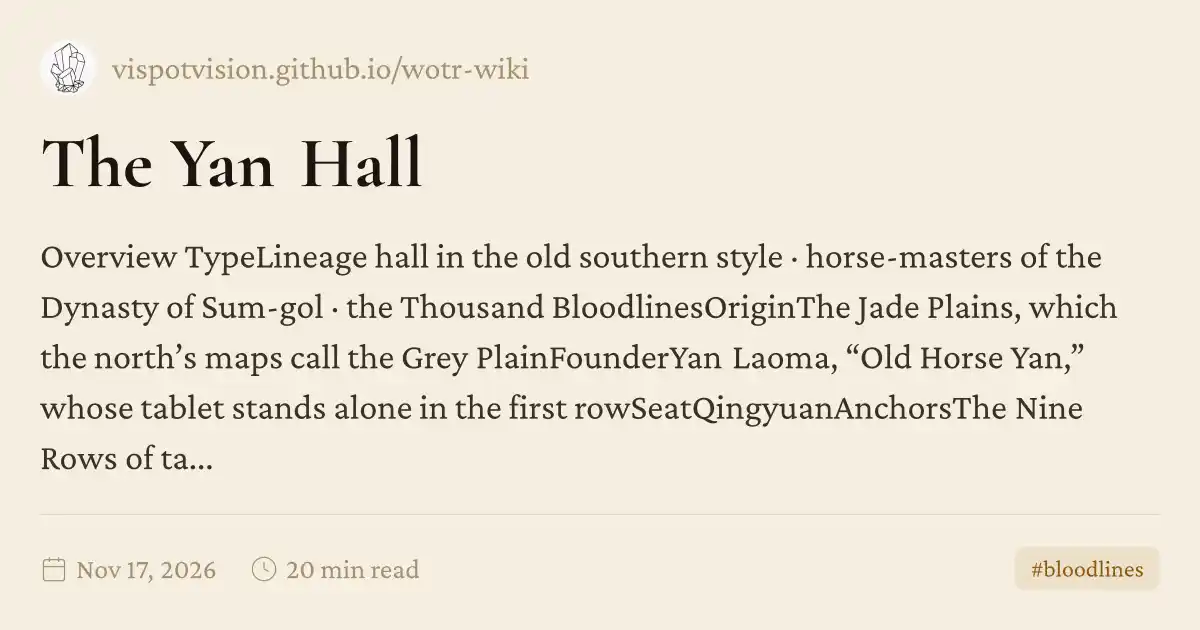 vispotvision.github.io/wotr-wiki
The Yan Hall
Overview TypeLineage hall in the old southern style · horse-masters of the
Dynasty of Sum-gol · the Thousand BloodlinesOriginThe Jade Plains, which
the north’s maps call the Grey PlainFounderYan Laoma, “Old Horse Yan,”
whose tablet stands alone in the first rowSeatQingyuanAnchorsThe Nine
Rows of ta...
Nov 17, 2026
20 min read
#bloodlines